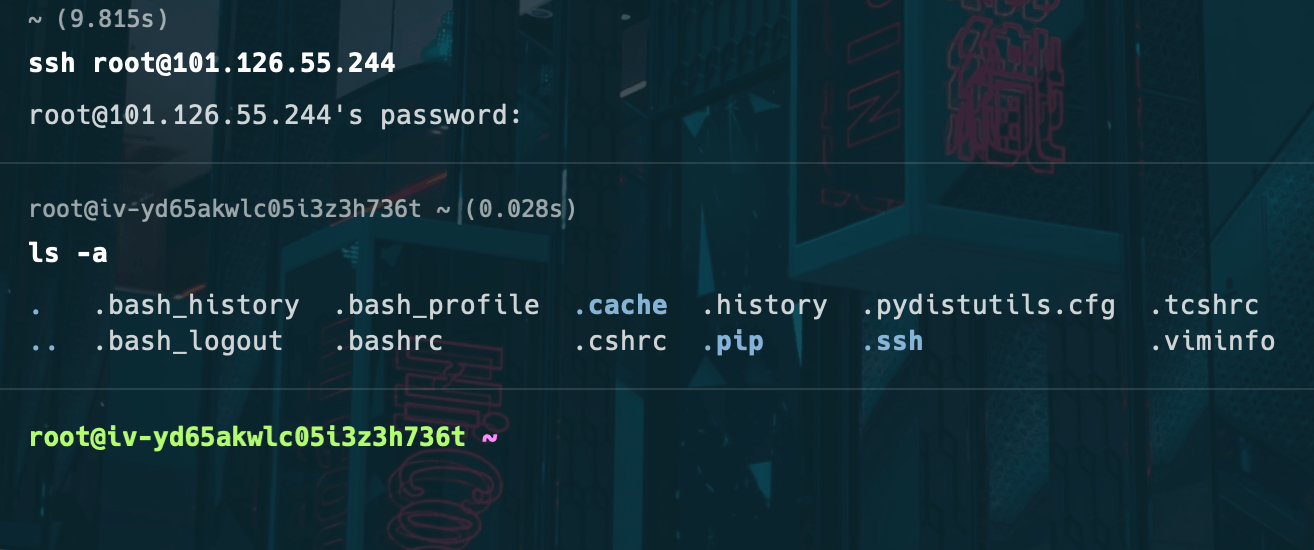 ~ (9.815s)
ssh root@101.126.55.244
root@101.126.55.244's password:
root@iv-yd65akwlc05i3z3h736t ~ (0.028s)
ls -a
. .bash_history .bash_profile .cache .history .pydistutils.cfg .tcshrc
.. .bash_logout .bashrc .cshrc .pip .ssh .viminfo
root@iv-yd65akwlc05i3z3h736t ~